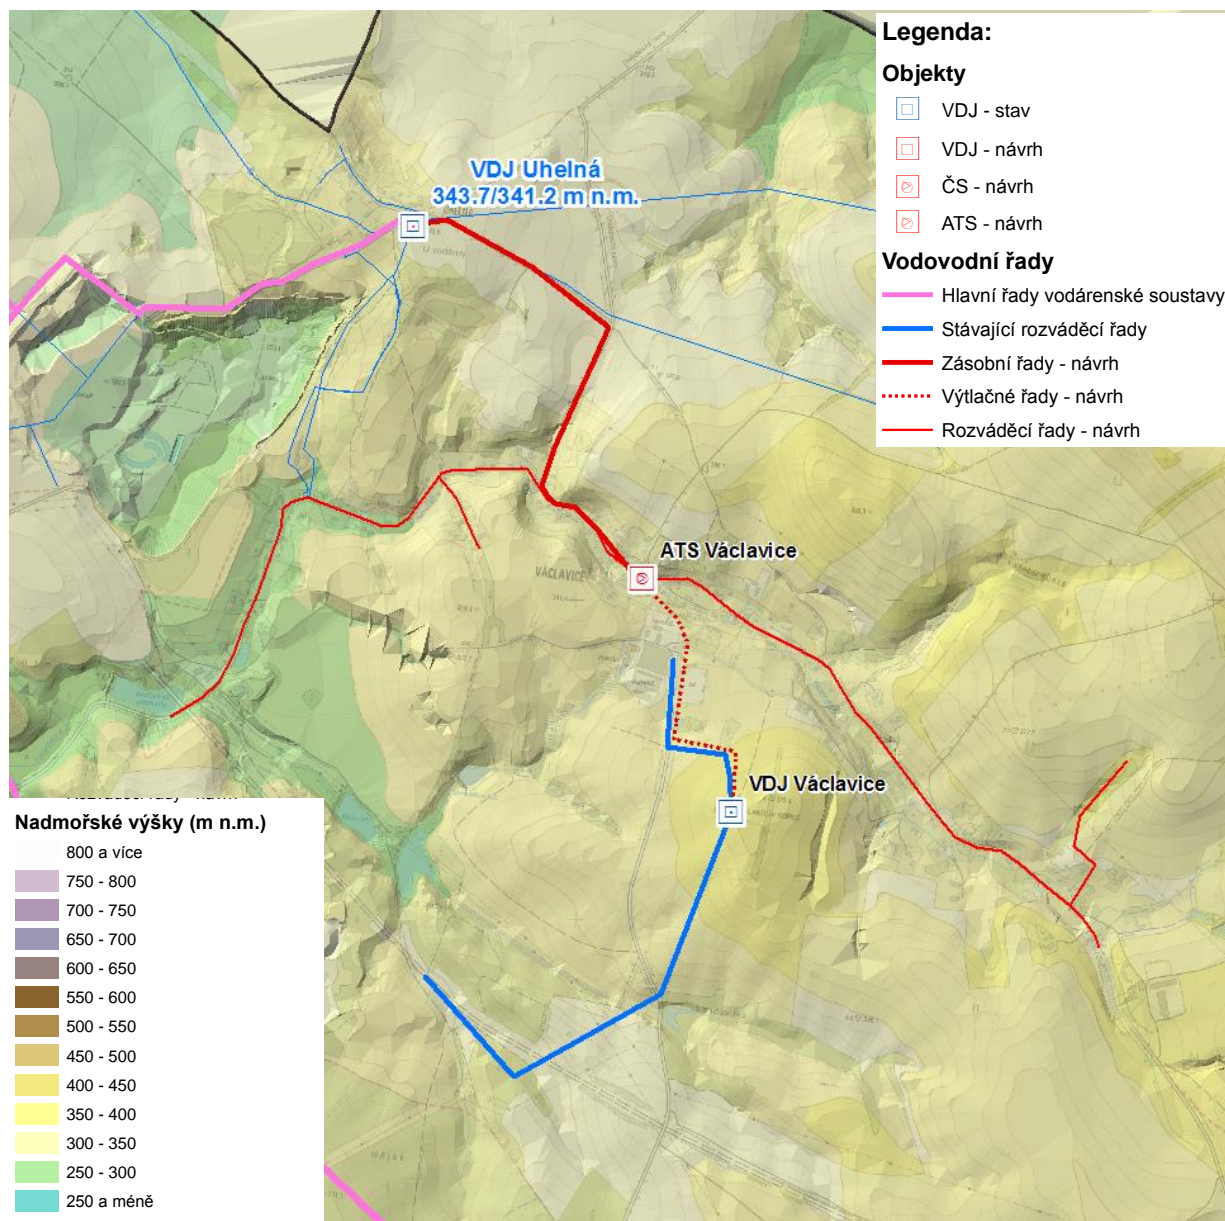 Legenda:
Objekty
VDJ - stav
VDJ - návrh
ČS - návrh
ATS - návrh
Vodovodní řady
Hlavní řady vodárenské soustavy
Stávající rozváděcí řady
Zásobní řady - návrh
Výtlačné řady - návrh
Rozváděcí řady - návrh
VDJ Uhelná
343.7/341.2 m n.m.
ATS Václavice
VÁCLAVICE
VDJ Václavice
Nadmořské výšky (m n.m.)
800 a více
750 - 800
700 - 750
650 - 700
600 - 650
550 - 600
500 - 550
450 - 500
400 - 450
350 - 400
300 - 350
250 - 300
250 a méně